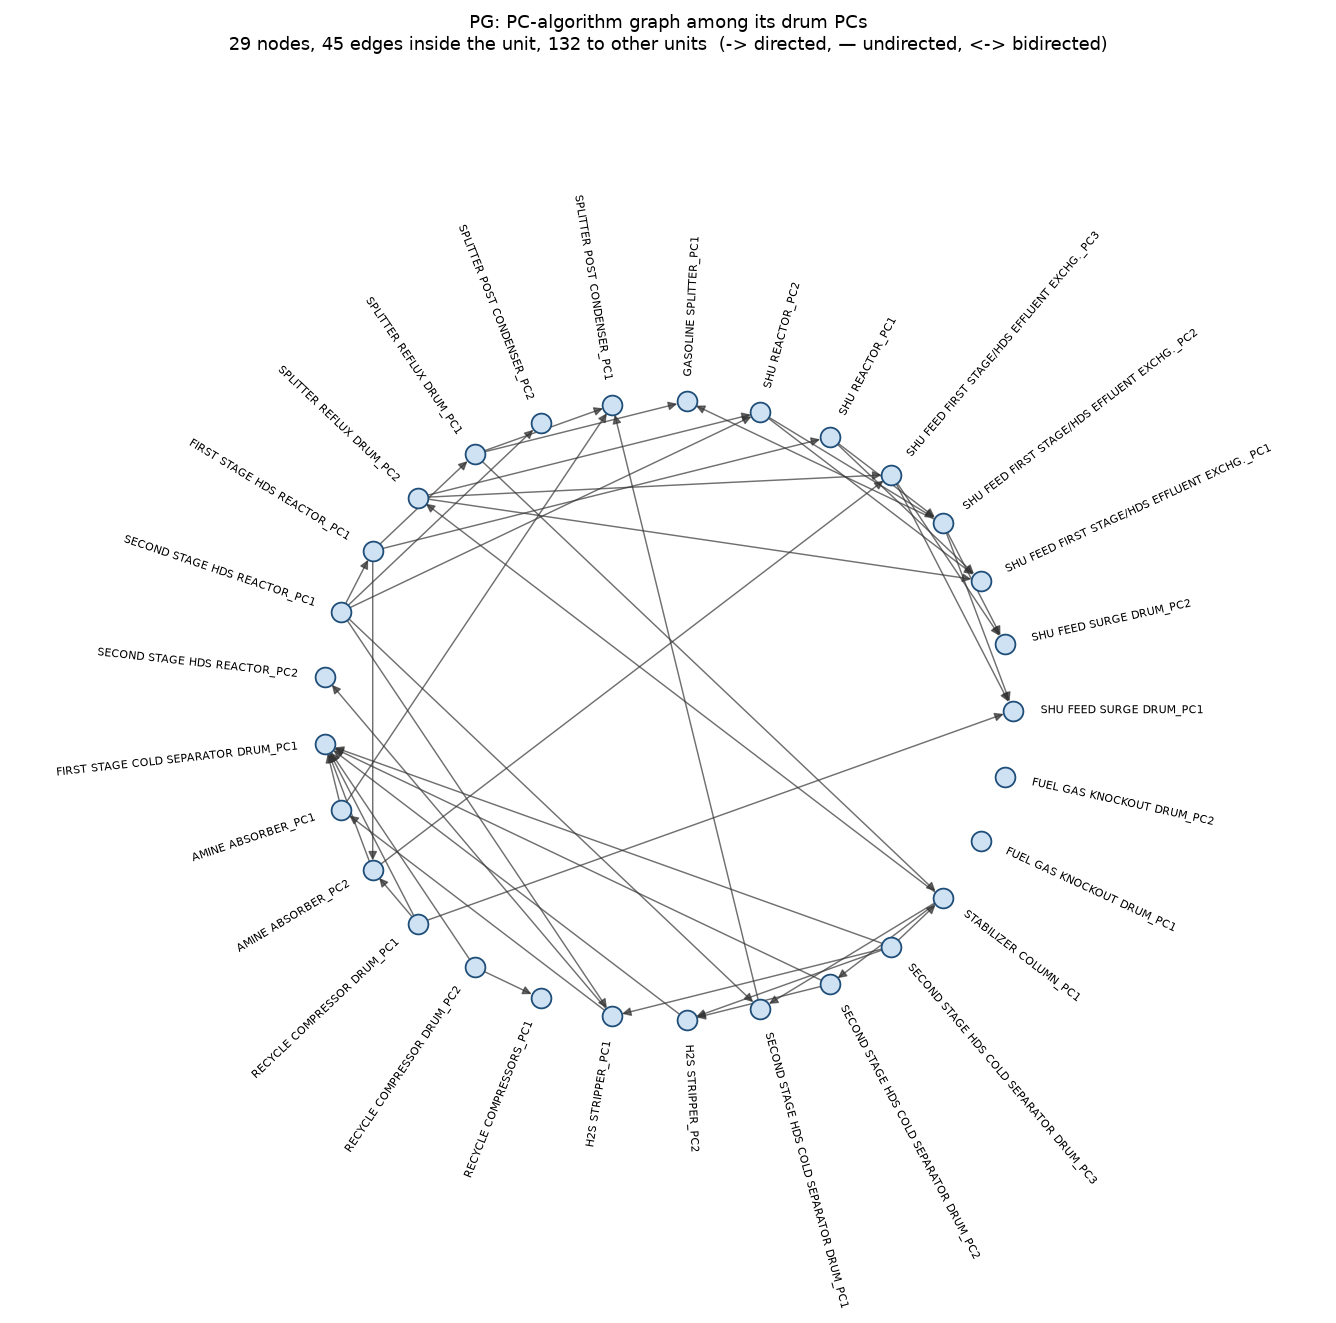 PG: PC-algorithm graph among its drum PCs
29 nodes, 45 edges inside the unit, 132 to other units  (-> directed, — undirected, <-> bidirected)
SPLITTER POST CONDENSER_PC1
SPLITTER POST CONDENSER_PC2
GASOLINE SPLITTER_PC1
SHU REACTOR_PC2
SHU REACTOR_PC1
SHU FEED FIRST STAGE/HDS EFFLUENT EXCHG._PC3
SHU FEED FIRST STAGE/HDS EFFLUENT EXCHG._PC2
SHU FEED FIRST STAGE/HDS EFFLUENT EXCHG._PC1
SHU FEED SURGE DRUM_PC2
SHU FEED SURGE DRUM_PC1
FUEL GAS KNOCKOUT DRUM_PC2
FUEL GAS KNOCKOUT DRUM_PC1
STABILIZER COLUMN_PC1
SECOND STAGE HDS COLD SEPARATOR DRUM_PC3
SECOND STAGE HDS COLD SEPARATOR DRUM_PC2
SECOND STAGE HDS COLD SEPARATOR DRUM_PC1
H2S STRIPPER_PC2
H2S STRIPPER_PC1
RECYCLE COMPRESSORS_PC1
RECYCLE COMPRESSOR DRUM_PC2
RECYCLE COMPRESSOR DRUM_PC1
AMINE ABSORBER_PC2
AMINE ABSORBER_PC1
FIRST STAGE COLD SEPARATOR DRUM_PC1
SECOND STAGE HDS REACTOR_PC2
SECOND STAGE HDS REACTOR_PC1
FIRST STAGE HDS REACTOR_PC1
SPLITTER REFLUX DRUM_PC2
SPLITTER REFLUX DRUM_PC1